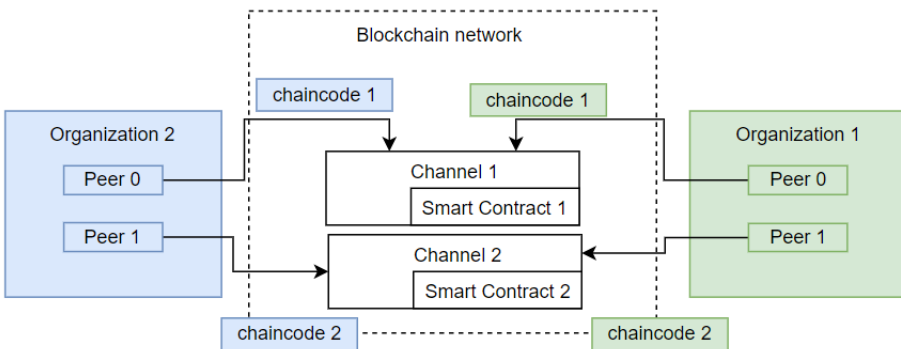 Blockchain network
chaincode 1
chaincode 1
Organization 2
Organization 1
Peer 0
Channel 1
Peer 0
Smart Contract 1
Peer 1
Peer 1
Channel 2
Smart Contract 2
chaincode 2
chaincode 2